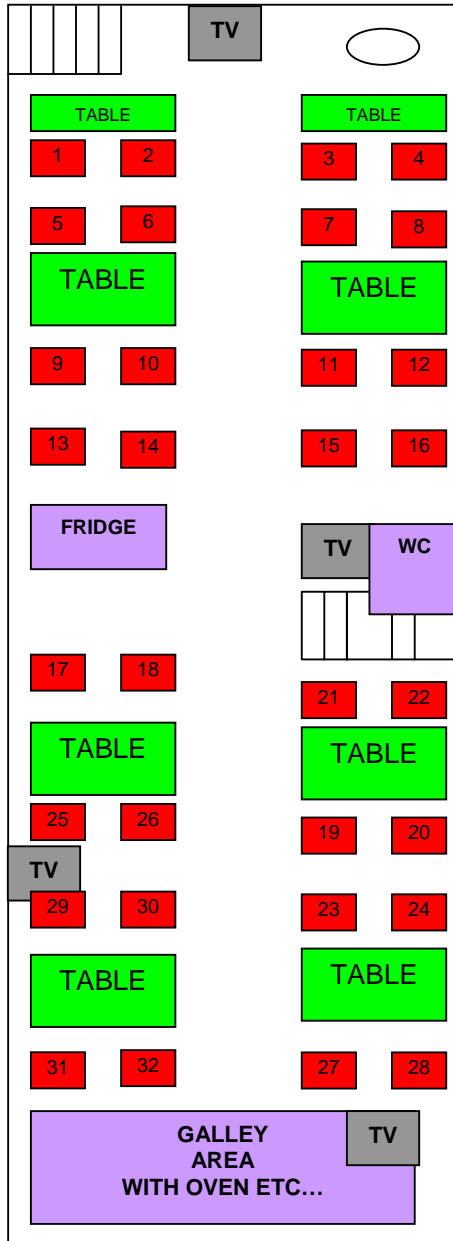 TV
TABLE TABLE
1 2 3 4
5 6 7 8
TABLE TABLE
9 10 11 12
13 14 15 16
FRIDGE TV WC
17 18 21 22
TABLE TABLE
25 26 19 20
TV
29 30 23 24
TABLE TABLE
31 32 27 28
GALLEY TV
AREA
WITH OVEN ETC…